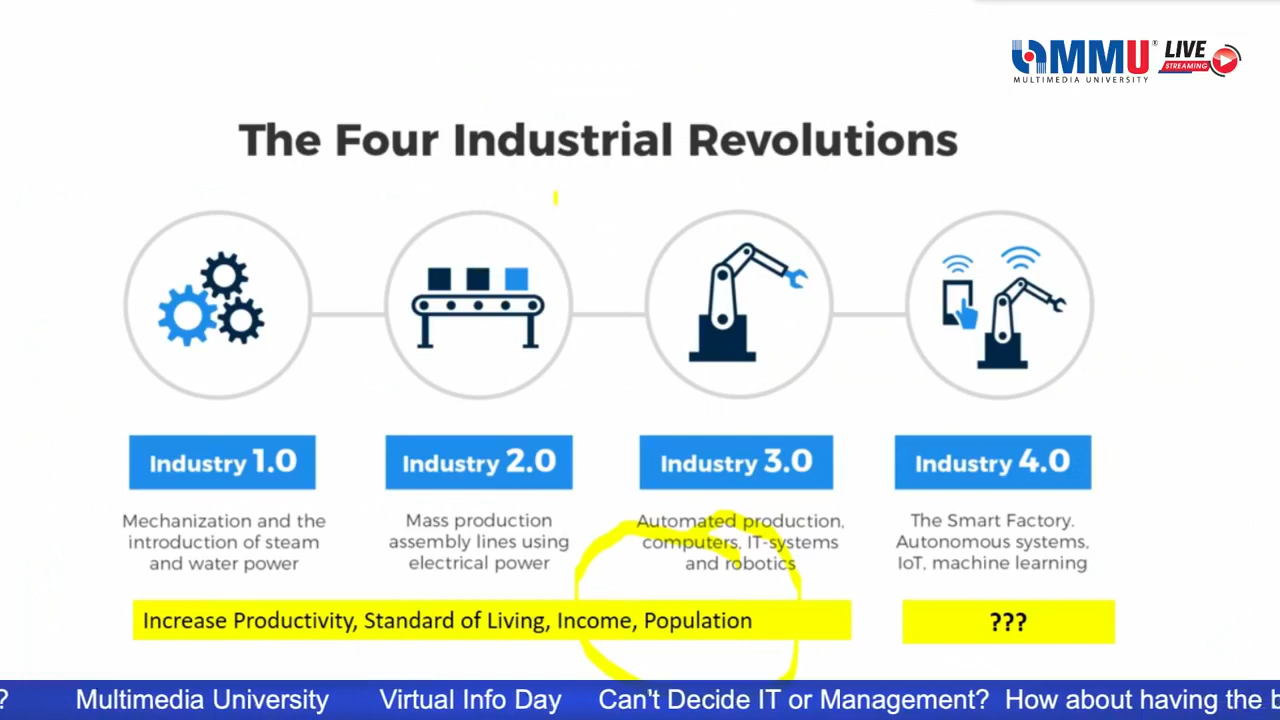 MMU LIVE
STREAMING
MULTIMEDIA UNIVERSITY
The Four Industrial Revolutions
Industry 1.0
Industry 2.0
Industry 3.0
Industry 4.0
Mechanization and the
introduction of steam
and water power
Mass production
assembly lines using
electrical power
Automated production,
computers, IT-systems
and robotics
The Smart Factory.
Autonomous systems,
IoT, machine learning
Increase Productivity, Standard of Living, Income, Population
???
? Multimedia University Virtual Info Day Can't Decide IT or Management? How about having the